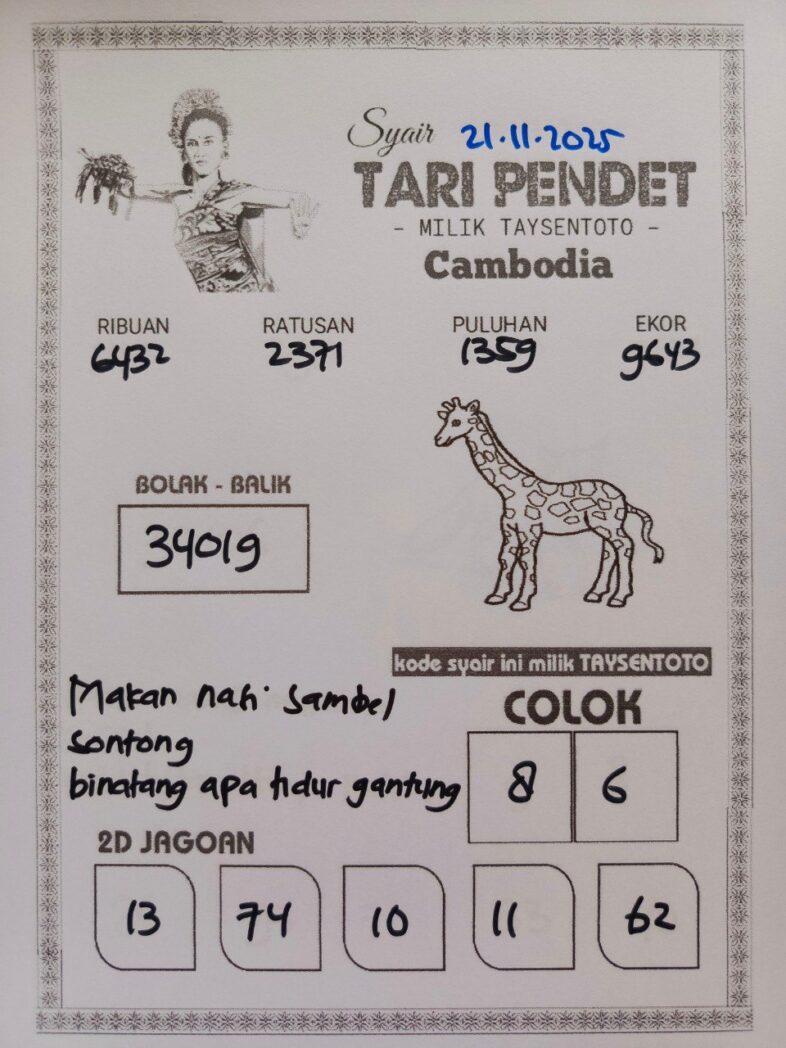 Syair 21.11.2025
TARI PENDET
- MILIK TAYSENTOTO -
Cambodia
RIBUAN RATUSAN PULUHAN EKOR
6432 2371 1359 9643
BOLAK - BALIK
34019
kode syair ini milik TAYSENTOTO
Makan nasi sambel
sontong
binatang apa tidur gantung
COLOK
8 6
2D JAGOAN
13 74 10 11 62